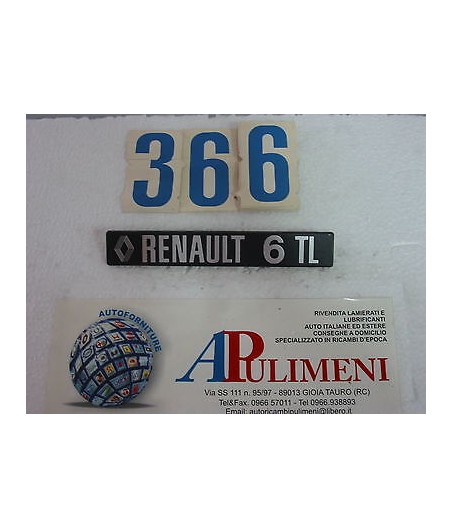 366
RENAULT 6 TL
AUTOFORNITURE
APULIMENI
RIVENDITA LAMIERATI E
LUBRIFICANTI
AUTO ITALIANE ED ESTERE
CONSEGNE A DOMICILIO
SPECIALIZZATO IN RICAMBI D'EPOCA
Via SS 111 n. 95/97 - 89013 GIOIA TAURO (RC)
Tel&Fax. 0966 57011 - Tel 0966.938893
Email: autoricambipulimeni@libero.it